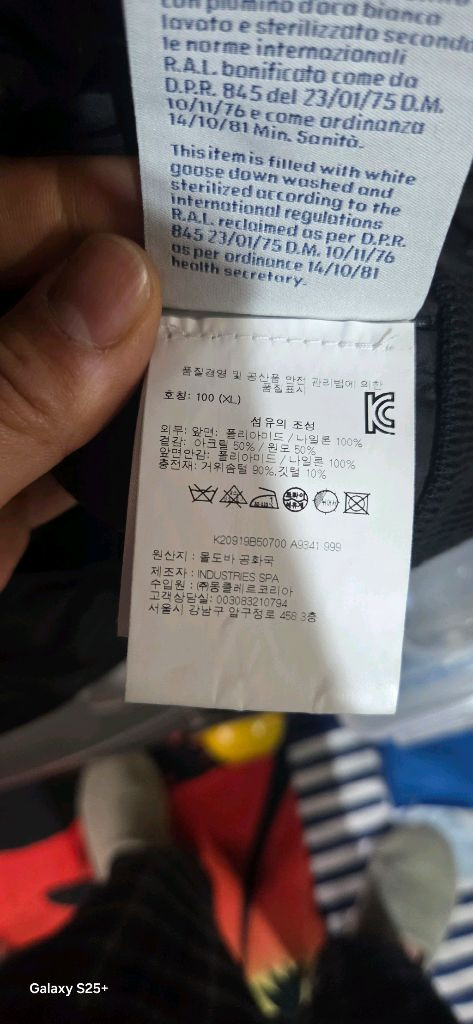 con piumino d'oca bianca
lavato e sterilizzato secondo
le norme internazionali
R.A.L. bonificato come da
D.P.R. 845 del 23/01/75 D.M.
10/11/76 e come ordinanza
14/10/81 Min. Sanità.
This item is filled with white
goose down washed and
sterilized according to the
international regulations
R.A.L. reclaimed as per D.P.R.
845 23/01/75 D.M. 10/11/76
as per ordinance 14/10/81
health secretary.
품질경영 및 공산품 안전 관리법에 의한
품질표시
호칭: 100 (XL)
섬유의 조성
외투: 앞면: 폴리아미드 / 나일론 100%
겉감: 아크릴 50% / 원모 50%
앞면안감: 폴리아미드 / 나일론 100%
충전재: 거위솜털 90%, 깃털 10%
K20919B50700 A9341 999
원산지 : 몰도바 공화국
제조자 : INDUSTRIES SPA
수입원 : (주)몽클레르코리아
고객상담실: 003083210794
서울시 강남구 압구정로 458 3층
Galaxy S25+